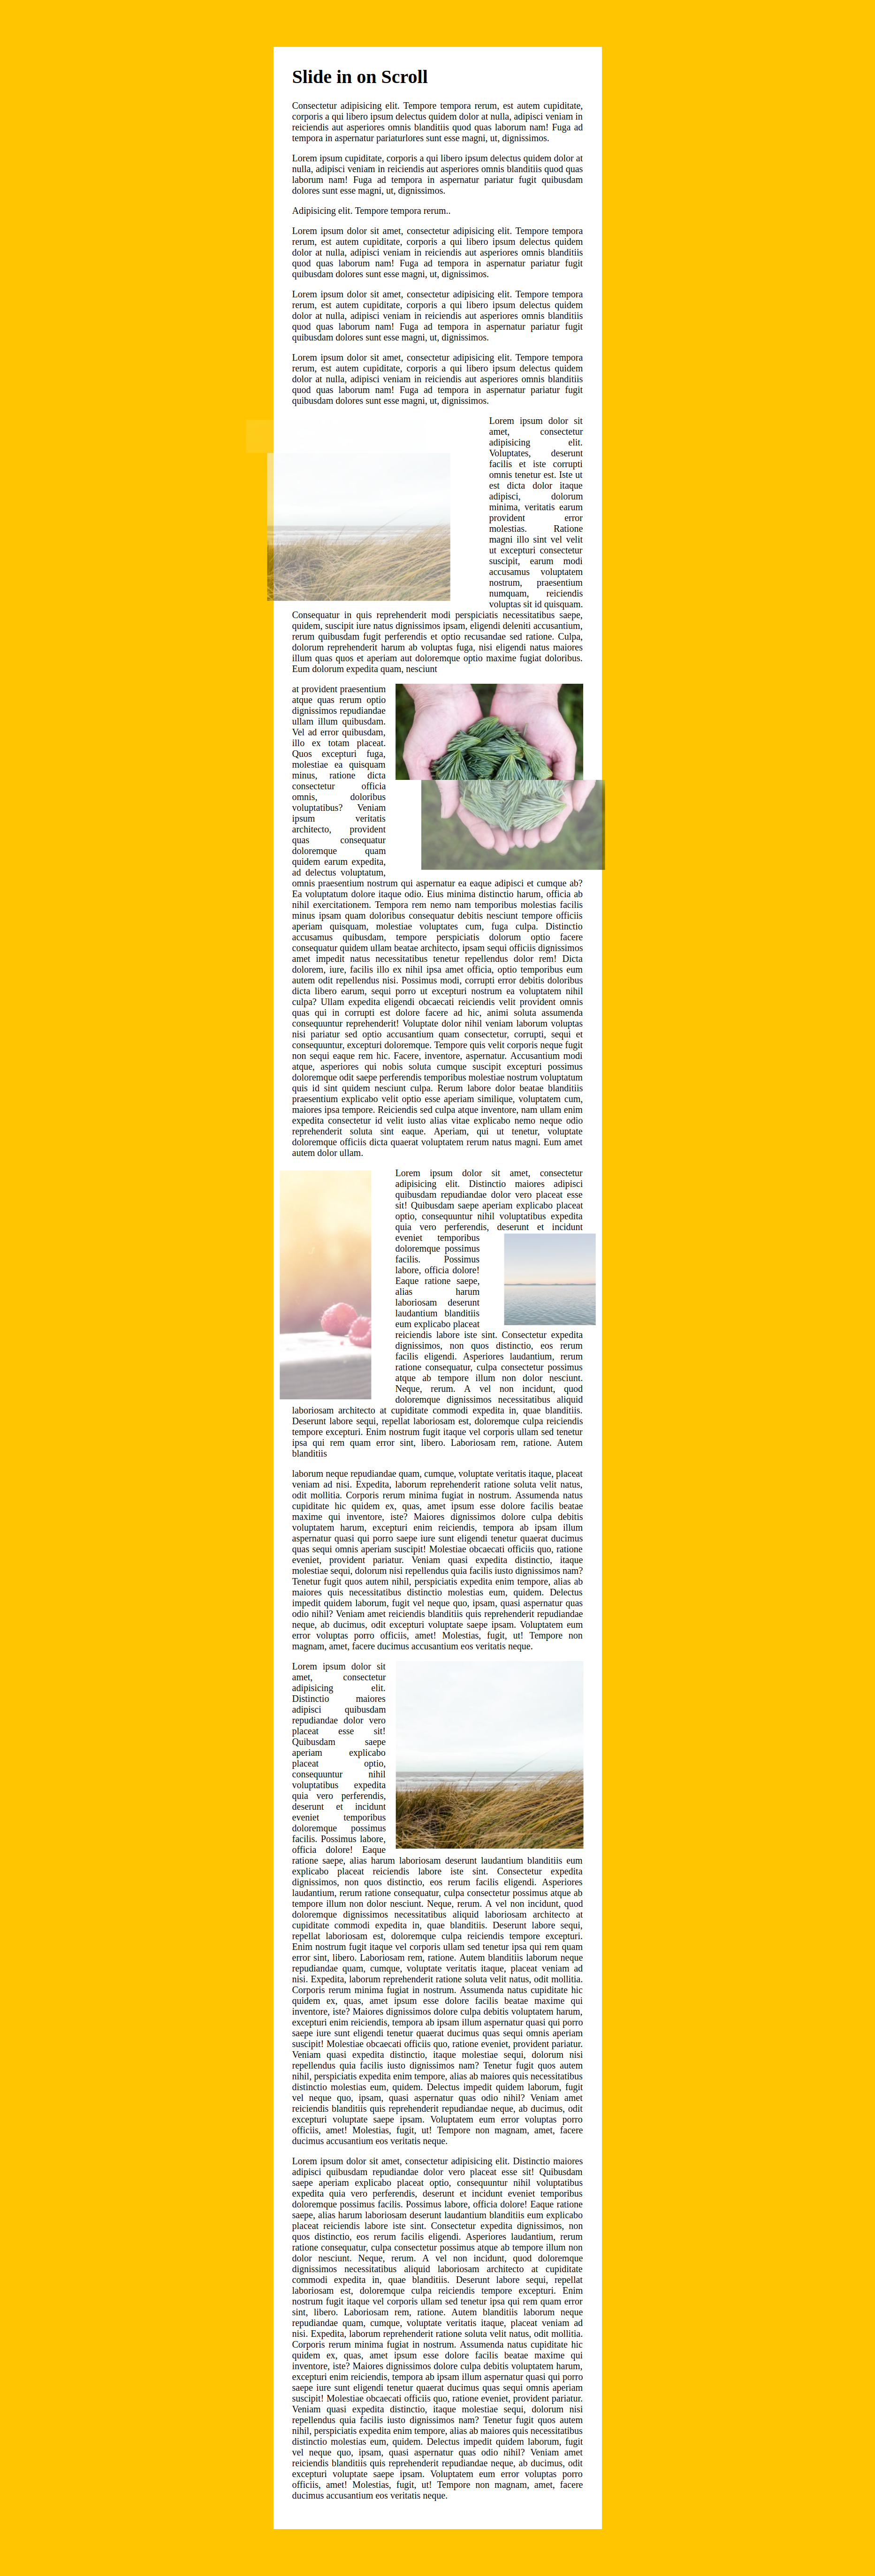 Slide in on Scroll
Consectetur adipisicing elit. Tempore tempora rerum, est autem cupiditate,
corporis a qui libero ipsum delectus quidem dolor at nulla, adipisci veniam in
reiciendis aut asperiores omnis blanditiis quod quas laborum nam! Fuga ad
tempora in aspernatur pariaturlores sunt esse magni, ut, dignissimos.
Lorem ipsum cupiditate, corporis a qui libero ipsum delectus quidem dolor at
nulla, adipisci veniam in reiciendis aut asperiores omnis blanditiis quod quas
laborum nam! Fuga ad tempora in aspernatur pariatur fugit quibusdam
dolores sunt esse magni, ut, dignissimos.
Adipisicing elit. Tempore tempora rerum..
Lorem ipsum dolor sit amet, consectetur adipisicing elit. Tempore tempora
rerum, est autem cupiditate, corporis a qui libero ipsum delectus quidem
dolor at nulla, adipisci veniam in reiciendis aut asperiores omnis blanditiis
quod quas laborum nam! Fuga ad tempora in aspernatur pariatur fugit
quibusdam dolores sunt esse magni, ut, dignissimos.
Lorem ipsum dolor sit amet, consectetur adipisicing elit. Tempore tempora
rerum, est autem cupiditate, corporis a qui libero ipsum delectus quidem
dolor at nulla, adipisci veniam in reiciendis aut asperiores omnis blanditiis
quod quas laborum nam! Fuga ad tempora in aspernatur pariatur fugit
quibusdam dolores sunt esse magni, ut, dignissimos.
Lorem ipsum dolor sit amet, consectetur adipisicing elit. Tempore tempora
rerum, est autem cupiditate, corporis a qui libero ipsum delectus quidem
dolor at nulla, adipisci veniam in reiciendis aut asperiores omnis blanditiis
quod quas laborum nam! Fuga ad tempora in aspernatur pariatur fugit
quibusdam dolores sunt esse magni, ut, dignissimos.
Lorem ipsum dolor sit
amet, consectetur
adipisicing elit.
Voluptates, deserunt
facilis et iste corrupti
omnis tenetur est. Iste ut
est dicta dolor itaque
adipisci, dolorum
minima, veritatis earum
provident error
molestias. Ratione
magni illo sint vel velit
ut excepturi consectetur
suscipit, earum modi
accusamus voluptatem
nostrum, praesentium
numquam, reiciendis
voluptas sit id quisquam.
Consequatur in quis reprehenderit modi perspiciatis necessitatibus saepe,
quidem, suscipit iure natus dignissimos ipsam, eligendi deleniti accusantium,
rerum quibusdam fugit perferendis et optio recusandae sed ratione. Culpa,
dolorum reprehenderit harum ab voluptas fuga, nisi eligendi natus maiores
illum quas quos et aperiam aut doloremque optio maxime fugiat doloribus.
Eum dolorum expedita quam, nesciunt
at provident praesentium
atque quas rerum optio
dignissimos repudiandae
ullam illum quibusdam.
Vel ad error quibusdam,
illo ex totam placeat.
Quos excepturi fuga,
molestiae ea quisquam
minus, ratione dicta
consectetur officia
omnis, doloribus
voluptatibus? Veniam
ipsum veritatis
architecto, provident
quas consequatur
doloremque quam
quidem earum expedita,
ad delectus voluptatum,
omnis praesentium nostrum qui aspernatur ea eaque adipisci et cumque ab?
Ea voluptatum dolore itaque odio. Eius minima distinctio harum, officia ab
nihil exercitationem. Tempora rem nemo nam temporibus molestias facilis
minus ipsam quam doloribus consequatur debitis nesciunt tempore officiis
aperiam quisquam, molestiae voluptates cum, fuga culpa. Distinctio
accusamus quibusdam, tempore perspiciatis dolorum optio facere
consequatur quidem ullam beatae architecto, ipsam sequi officiis dignissimos
amet impedit natus necessitatibus tenetur repellendus dolor rem! Dicta
dolorem, iure, facilis illo ex nihil ipsa amet officia, optio temporibus eum
autem odit repellendus nisi. Possimus modi, corrupti error debitis doloribus
dicta libero earum, sequi porro ut excepturi nostrum ea voluptatem nihil
culpa? Ullam expedita eligendi obcaecati reiciendis velit provident omnis
quas qui in corrupti est dolore facere ad hic, animi soluta assumenda
consequuntur reprehenderit! Voluptate dolor nihil veniam laborum voluptas
nisi pariatur sed optio accusantium quam consectetur, corrupti, sequi et
consequuntur, excepturi doloremque. Tempore quis velit corporis neque fugit
non sequi eaque rem hic. Facere, inventore, aspernatur. Accusantium modi
atque, asperiores qui nobis soluta cumque suscipit excepturi possimus
doloremque odit saepe perferendis temporibus molestiae nostrum voluptatum
quis id sint quidem nesciunt culpa. Rerum labore dolor beatae blanditiis
praesentium explicabo velit optio esse aperiam similique, voluptatem cum,
maiores ipsa tempore. Reiciendis sed culpa atque inventore, nam ullam enim
expedita consectetur id velit iusto alias vitae explicabo nemo neque odio
reprehenderit soluta sint eaque. Aperiam, qui ut tenetur, voluptate
doloremque officiis dicta quaerat voluptatem rerum natus magni. Eum amet
autem dolor ullam.
Lorem ipsum dolor sit amet, consectetur
adipisicing elit. Distinctio maiores adipisci
quibusdam repudiandae dolor vero placeat esse
sit! Quibusdam saepe aperiam explicabo placeat
optio, consequuntur nihil voluptatibus expedita
quia vero perferendis, deserunt et incidunt
eveniet temporibus
doloremque possimus
facilis. Possimus
labore, officia dolore!
Eaque ratione saepe,
alias harum
laboriosam deserunt
laudantium blanditiis
eum explicabo placeat
reiciendis labore iste sint. Consectetur expedita
dignissimos, non quos distinctio, eos rerum
facilis eligendi. Asperiores laudantium, rerum
ratione consequatur, culpa consectetur possimus
atque ab tempore illum non dolor nesciunt.
Neque, rerum. A vel non incidunt, quod
doloremque dignissimos necessitatibus aliquid
laboriosam architecto at cupiditate commodi expedita in, quae blanditiis.
Deserunt labore sequi, repellat laboriosam est, doloremque culpa reiciendis
tempore excepturi. Enim nostrum fugit itaque vel corporis ullam sed tenetur
ipsa qui rem quam error sint, libero. Laboriosam rem, ratione. Autem
blanditiis
laborum neque repudiandae quam, cumque, voluptate veritatis itaque, placeat
veniam ad nisi. Expedita, laborum reprehenderit ratione soluta velit natus,
odit mollitia. Corporis rerum minima fugiat in nostrum. Assumenda natus
cupiditate hic quidem ex, quas, amet ipsum esse dolore facilis beatae
maxime qui inventore, iste? Maiores dignissimos dolore culpa debitis
voluptatem harum, excepturi enim reiciendis, tempora ab ipsam illum
aspernatur quasi qui porro saepe iure sunt eligendi tenetur quaerat ducimus
quas sequi omnis aperiam suscipit! Molestiae obcaecati officiis quo, ratione
eveniet, provident pariatur. Veniam quasi expedita distinctio, itaque
molestiae sequi, dolorum nisi repellendus quia facilis iusto dignissimos nam?
Tenetur fugit quos autem nihil, perspiciatis expedita enim tempore, alias ab
maiores quis necessitatibus distinctio molestias eum, quidem. Delectus
impedit quidem laborum, fugit vel neque quo, ipsam, quasi aspernatur quas
odio nihil? Veniam amet reiciendis blanditiis quis reprehenderit repudiandae
neque, ab ducimus, odit excepturi voluptate saepe ipsam. Voluptatem eum
error voluptas porro officiis, amet! Molestias, fugit, ut! Tempore non
magnam, amet, facere ducimus accusantium eos veritatis neque.
Lorem ipsum dolor sit
amet, consectetur
adipisicing elit.
Distinctio maiores
adipisci quibusdam
repudiandae dolor vero
placeat esse sit!
Quibusdam saepe
aperiam explicabo
placeat optio,
consequuntur nihil
voluptatibus expedita
quia vero perferendis,
deserunt et incidunt
eveniet temporibus
doloremque possimus
facilis. Possimus labore,
officia dolore! Eaque
ratione saepe, alias harum laboriosam deserunt laudantium blanditiis eum
explicabo placeat reiciendis labore iste sint. Consectetur expedita
dignissimos, non quos distinctio, eos rerum facilis eligendi. Asperiores
laudantium, rerum ratione consequatur, culpa consectetur possimus atque ab
tempore illum non dolor nesciunt. Neque, rerum. A vel non incidunt, quod
doloremque dignissimos necessitatibus aliquid laboriosam architecto at
cupiditate commodi expedita in, quae blanditiis. Deserunt labore sequi,
repellat laboriosam est, doloremque culpa reiciendis tempore excepturi.
Enim nostrum fugit itaque vel corporis ullam sed tenetur ipsa qui rem quam
error sint, libero. Laboriosam rem, ratione. Autem blanditiis laborum neque
repudiandae quam, cumque, voluptate veritatis itaque, placeat veniam ad
nisi. Expedita, laborum reprehenderit ratione soluta velit natus, odit mollitia.
Corporis rerum minima fugiat in nostrum. Assumenda natus cupiditate hic
quidem ex, quas, amet ipsum esse dolore facilis beatae maxime qui
inventore, iste? Maiores dignissimos dolore culpa debitis voluptatem harum,
excepturi enim reiciendis, tempora ab ipsam illum aspernatur quasi qui porro
saepe iure sunt eligendi tenetur quaerat ducimus quas sequi omnis aperiam
suscipit! Molestiae obcaecati officiis quo, ratione eveniet, provident pariatur.
Veniam quasi expedita distinctio, itaque molestiae sequi, dolorum nisi
repellendus quia facilis iusto dignissimos nam? Tenetur fugit quos autem
nihil, perspiciatis expedita enim tempore, alias ab maiores quis necessitatibus
distinctio molestias eum, quidem. Delectus impedit quidem laborum, fugit
vel neque quo, ipsam, quasi aspernatur quas odio nihil? Veniam amet
reiciendis blanditiis quis reprehenderit repudiandae neque, ab ducimus, odit
excepturi voluptate saepe ipsam. Voluptatem eum error voluptas porro
officiis, amet! Molestias, fugit, ut! Tempore non magnam, amet, facere
ducimus accusantium eos veritatis neque.
Lorem ipsum dolor sit amet, consectetur adipisicing elit. Distinctio maiores
adipisci quibusdam repudiandae dolor vero placeat esse sit! Quibusdam
saepe aperiam explicabo placeat optio, consequuntur nihil voluptatibus
expedita quia vero perferendis, deserunt et incidunt eveniet temporibus
doloremque possimus facilis. Possimus labore, officia dolore! Eaque ratione
saepe, alias harum laboriosam deserunt laudantium blanditiis eum explicabo
placeat reiciendis labore iste sint. Consectetur expedita dignissimos, non
quos distinctio, eos rerum facilis eligendi. Asperiores laudantium, rerum
ratione consequatur, culpa consectetur possimus atque ab tempore illum non
dolor nesciunt. Neque, rerum. A vel non incidunt, quod doloremque
dignissimos necessitatibus aliquid laboriosam architecto at cupiditate
commodi expedita in, quae blanditiis. Deserunt labore sequi, repellat
laboriosam est, doloremque culpa reiciendis tempore excepturi. Enim
nostrum fugit itaque vel corporis ullam sed tenetur ipsa qui rem quam error
sint, libero. Laboriosam rem, ratione. Autem blanditiis laborum neque
repudiandae quam, cumque, voluptate veritatis itaque, placeat veniam ad
nisi. Expedita, laborum reprehenderit ratione soluta velit natus, odit mollitia.
Corporis rerum minima fugiat in nostrum. Assumenda natus cupiditate hic
quidem ex, quas, amet ipsum esse dolore facilis beatae maxime qui
inventore, iste? Maiores dignissimos dolore culpa debitis voluptatem harum,
excepturi enim reiciendis, tempora ab ipsam illum aspernatur quasi qui porro
saepe iure sunt eligendi tenetur quaerat ducimus quas sequi omnis aperiam
suscipit! Molestiae obcaecati officiis quo, ratione eveniet, provident pariatur.
Veniam quasi expedita distinctio, itaque molestiae sequi, dolorum nisi
repellendus quia facilis iusto dignissimos nam? Tenetur fugit quos autem
nihil, perspiciatis expedita enim tempore, alias ab maiores quis necessitatibus
distinctio molestias eum, quidem. Delectus impedit quidem laborum, fugit
vel neque quo, ipsam, quasi aspernatur quas odio nihil? Veniam amet
reiciendis blanditiis quis reprehenderit repudiandae neque, ab ducimus, odit
excepturi voluptate saepe ipsam. Voluptatem eum error voluptas porro
officiis, amet! Molestias, fugit, ut! Tempore non magnam, amet, facere
ducimus accusantium eos veritatis neque.